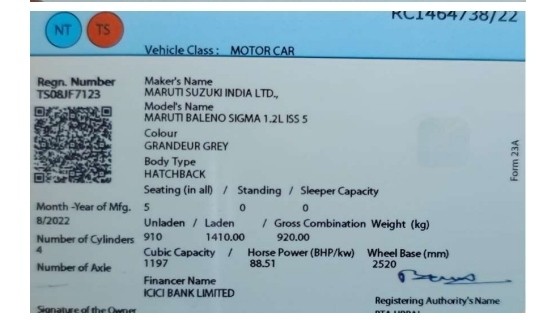 RC1464738/22
NT TS
Vehicle Class : MOTOR CAR
Regn. Number
TS08JF7123
Maker's Name
MARUTI SUZUKI INDIA LTD.,
Model's Name
MARUTI BALENO SIGMA 1.2L ISS 5
Colour
GRANDEUR GREY
Body Type
HATCHBACK
Form 23A
Seating (in all) / Standing / Sleeper Capacity
5 0 0
Month -Year of Mfg.
8/2022
Unladen / Laden / Gross Combination Weight (kg)
910 1410.00 920.00
Number of Cylinders
4
Cubic Capacity / Horse Power (BHP/kw) Wheel Base (mm)
1197 88.51 2520
Number of Axle
Financer Name
ICICI BANK LIMITED
Registering Authority's Name
Signature of the Owner
RTA UPPAL